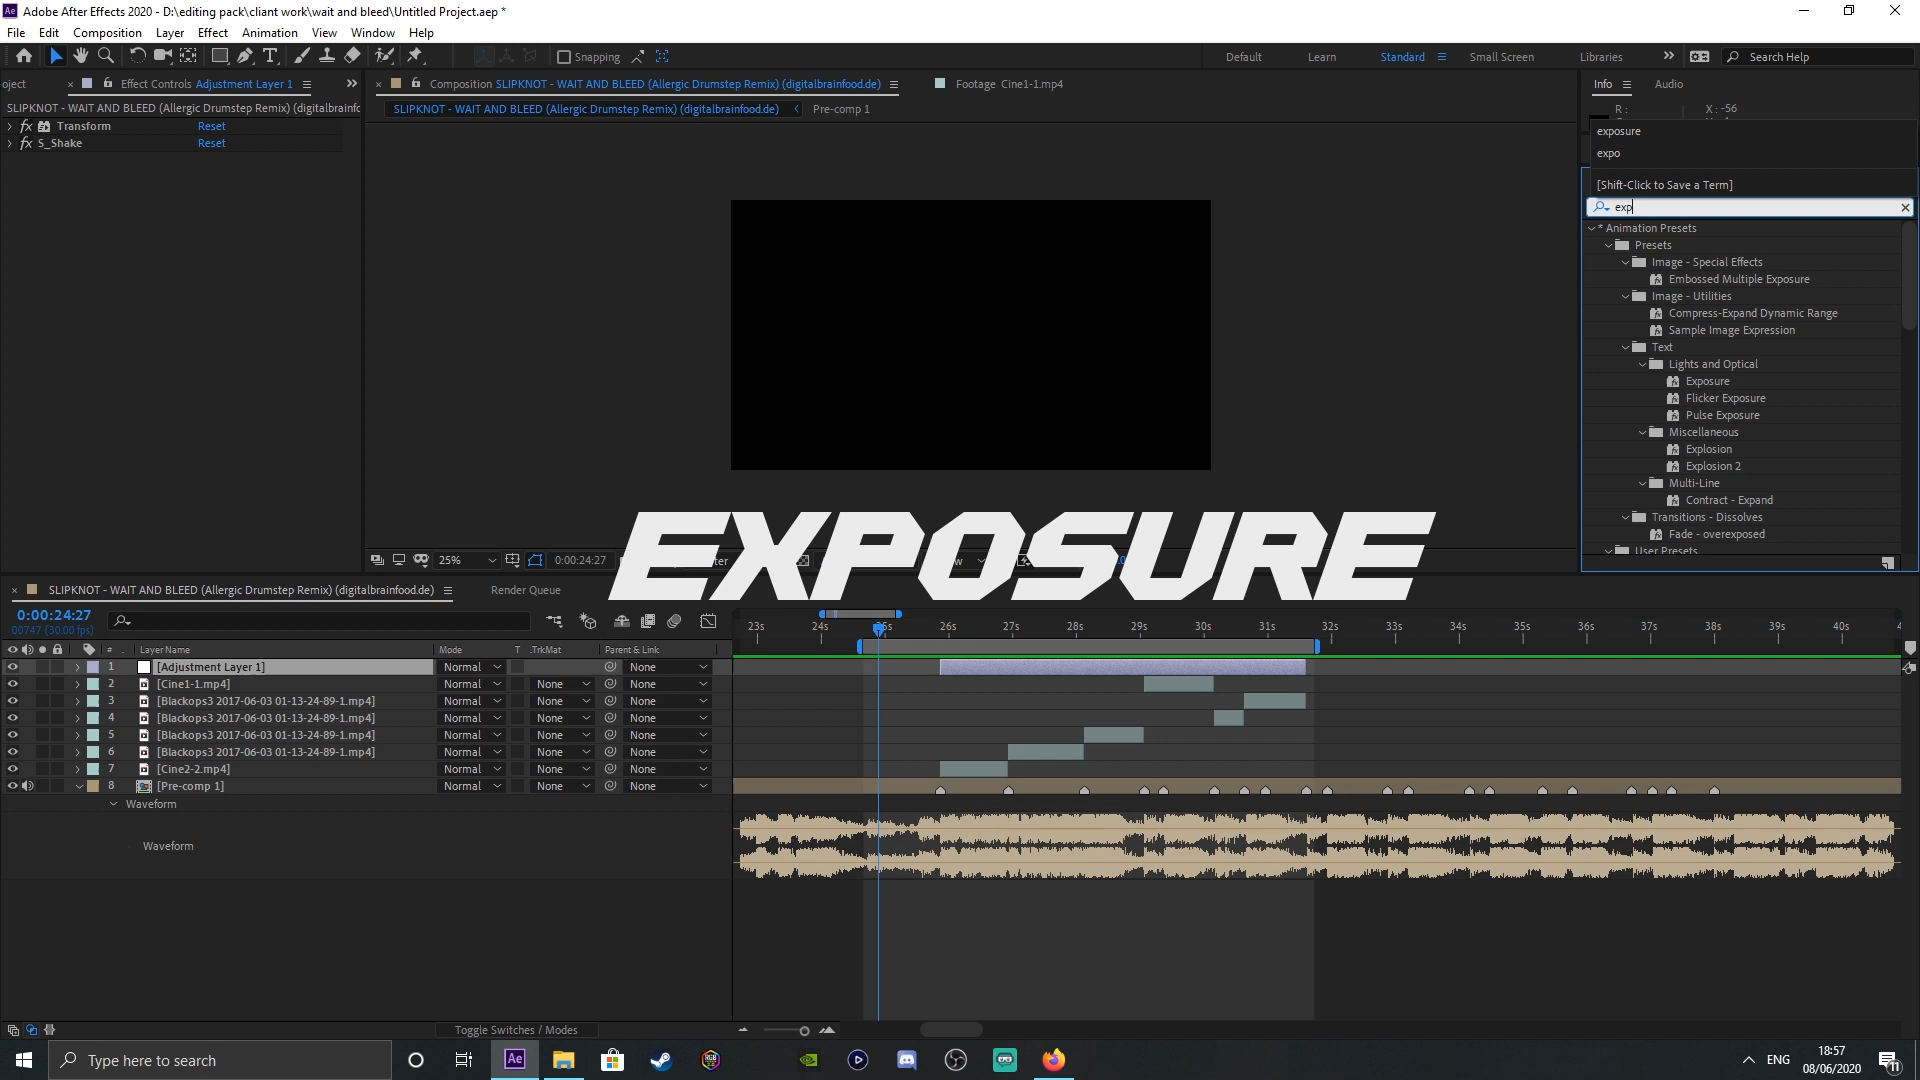 Adobe After Effects 2020 - D:\editing pack\cliant work\wait and bleed\Untitled Project.aep *
File Edit Composition Layer Effect Animation View Window Help
Snapping
Default Learn Standard Small Screen Libraries Search Help
oject Effect Controls Adjustment Layer 1
Composition SLIPKNOT - WAIT AND BLEED (Allergic Drumstep Remix) (digitalbrainfood.de)
Footage Cine1-1.mp4
Info Audio
SLIPKNOT - WAIT AND BLEED (Allergic Drumstep Remix) (digitalbrainfc
SLIPKNOT - WAIT AND BLEED (Allergic Drumstep Remix) (digitalbrainfood.de) Pre-comp 1
R : X : -56
fx Transform Reset
fx S_Shake Reset
exposure
expo
[Shift-Click to Save a Term]
exp
* Animation Presets
Presets
Image - Special Effects
Embossed Multiple Exposure
Image - Utilities
Compress-Expand Dynamic Range
Sample Image Expression
Text
Lights and Optical
Exposure
Flicker Exposure
Pulse Exposure
Miscellaneous
Explosion
Explosion 2
Multi-Line
Contract - Expand
Transitions - Dissolves
Fade - overexposed
User Presets
25% 0:00:24:27
EXPOSURE
SLIPKNOT - WAIT AND BLEED (Allergic Drumstep Remix) (digitalbrainfood.de) Render Queue
0:00:24:27
00747 (30.00 fps)
23s 24s 25s 26s 27s 28s 29s 30s 31s 32s 33s 34s 35s 36s 37s 38s 39s 40s 4
# Layer Name Mode T .TrkMat Parent & Link
1 [Adjustment Layer 1] Normal None
2 [Cine1-1.mp4] Normal None None
3 [Blackops3 2017-06-03 01-13-24-89-1.mp4] Normal None None
4 [Blackops3 2017-06-03 01-13-24-89-1.mp4] Normal None None
5 [Blackops3 2017-06-03 01-13-24-89-1.mp4] Normal None None
6 [Blackops3 2017-06-03 01-13-24-89-1.mp4] Normal None None
7 [Cine2-2.mp4] Normal None None
8 [Pre-comp 1] Normal None None
Waveform
Waveform
Toggle Switches / Modes
Type here to search
Ae
ENG
18:57
08/06/2020
11